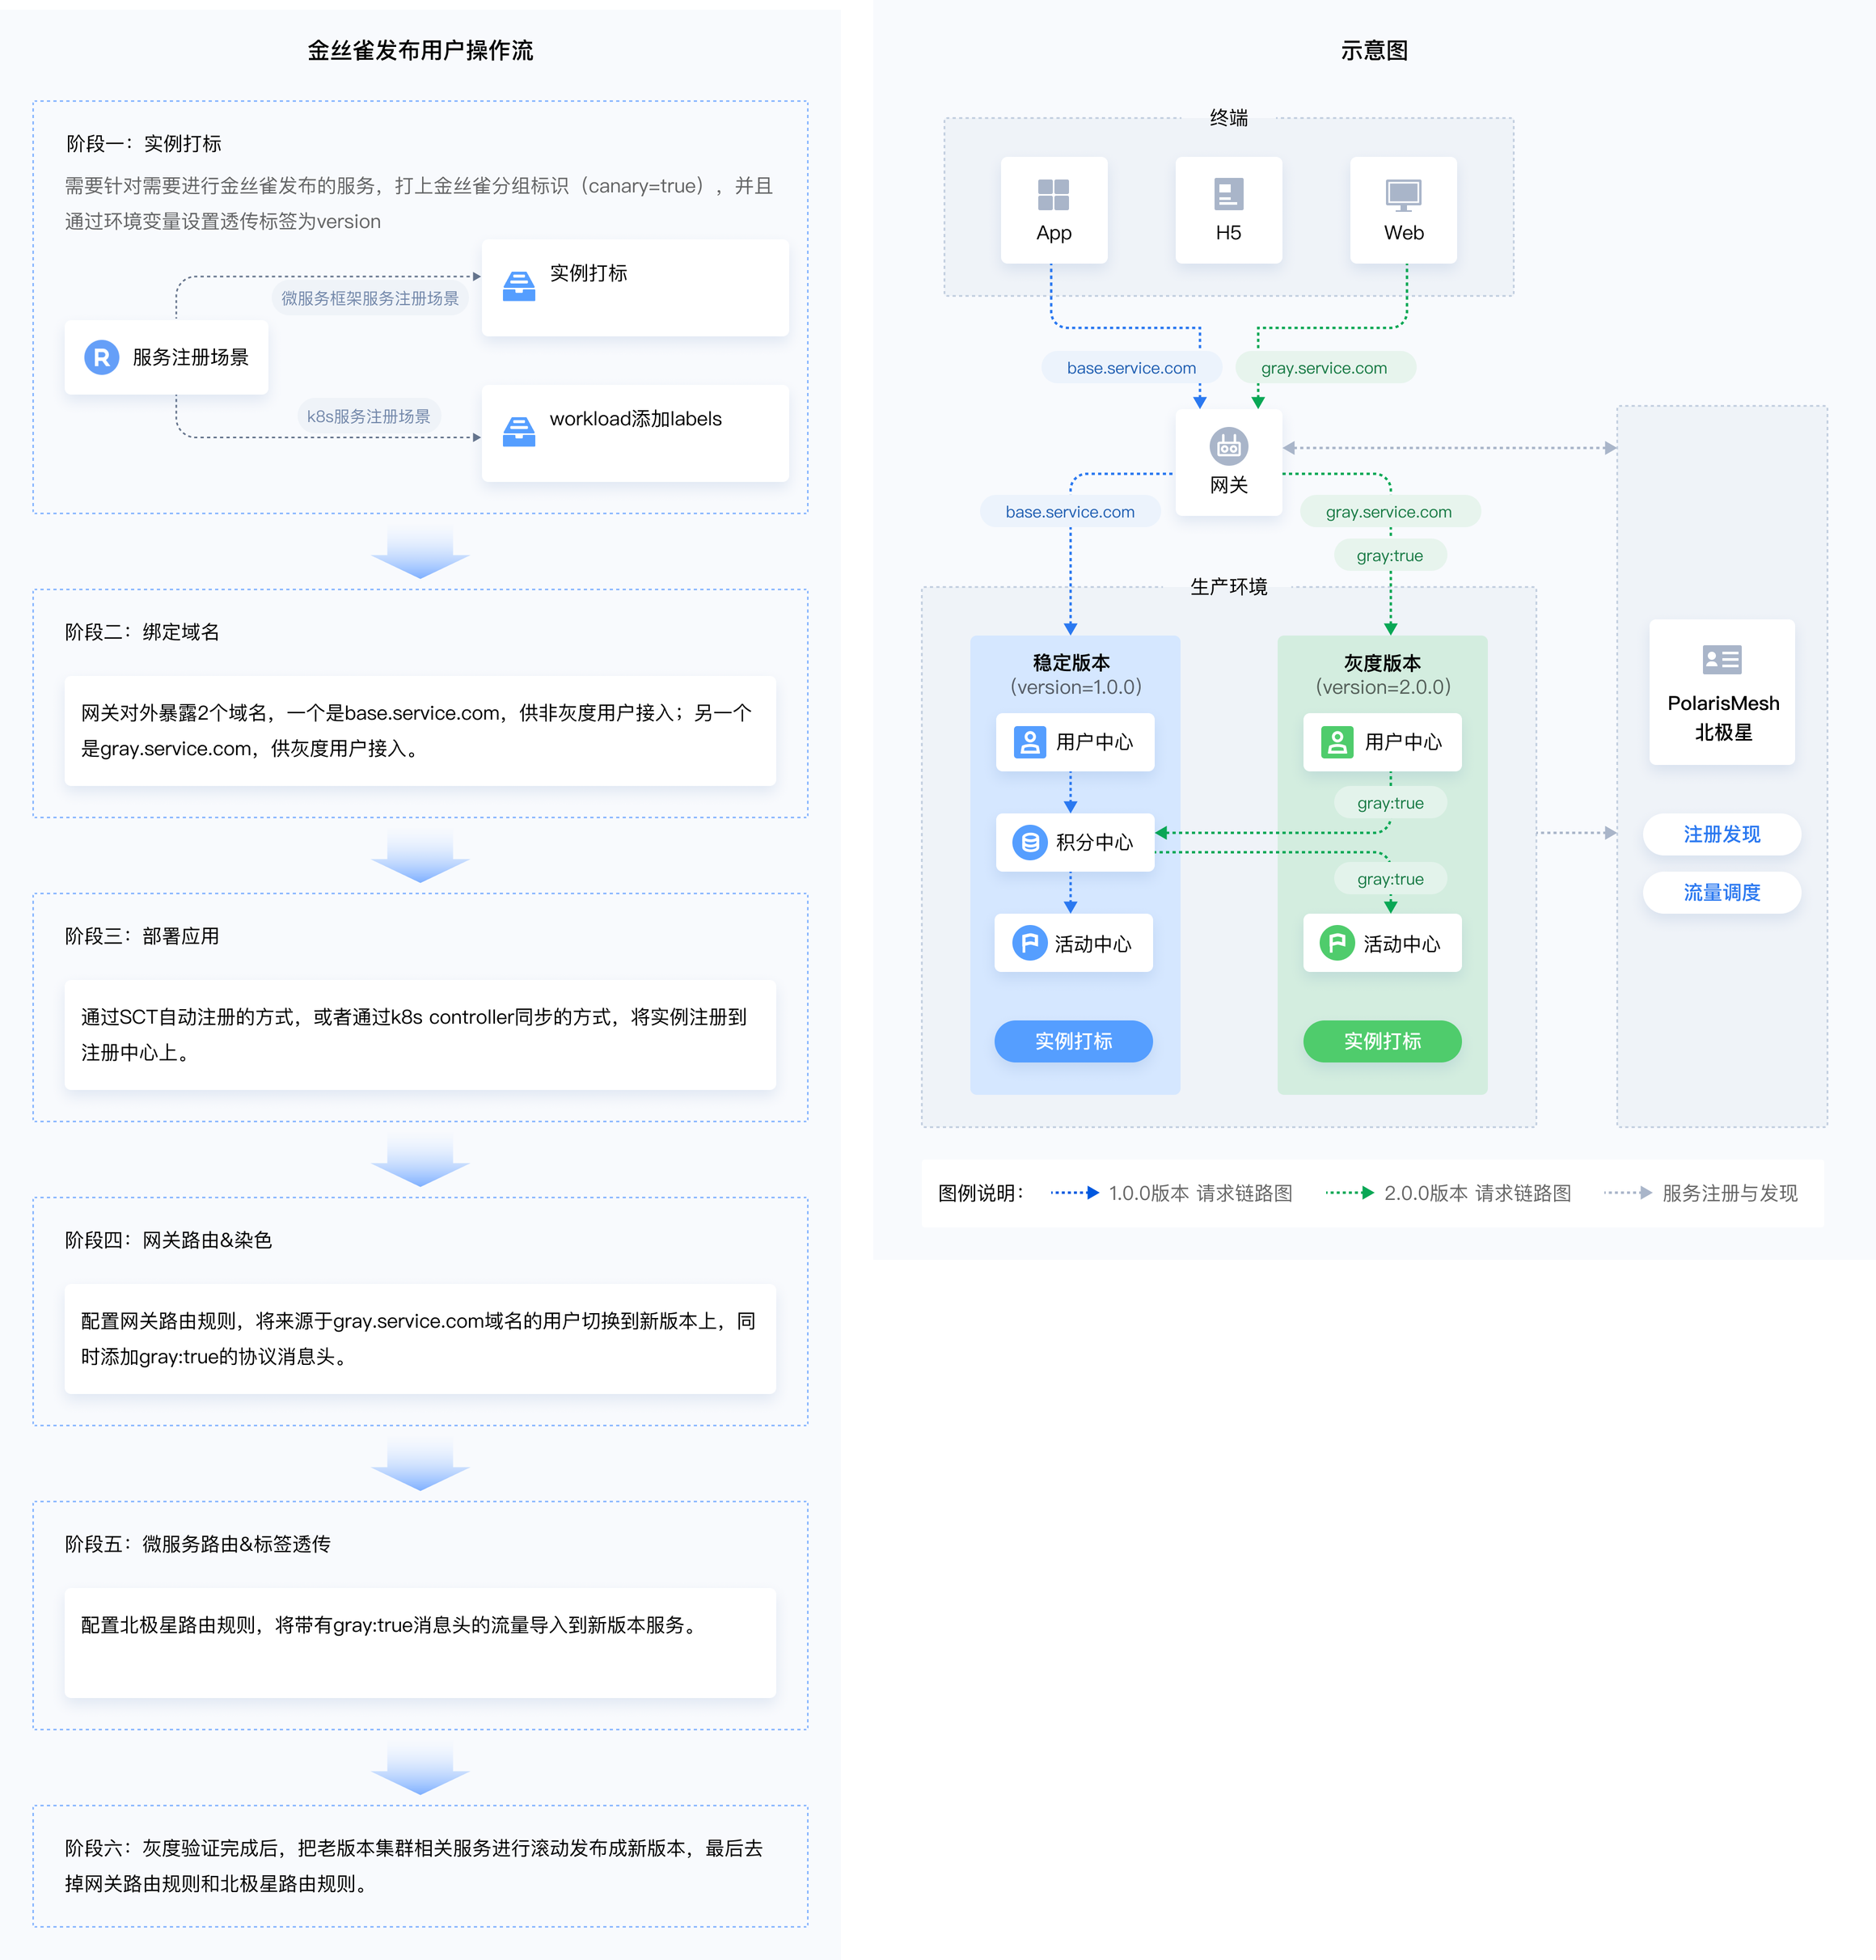 金丝雀发布用户操作流
阶段一：实例打标
需要针对需要进行金丝雀发布的服务，打上金丝雀分组标识（canary=true），并且
通过环境变量设置透传标签为version
实例打标
微服务框架服务注册场景
服务注册场景
k8s服务注册场景
workload添加labels
阶段二：绑定域名
网关对外暴露2个域名，一个是base.service.com，供非灰度用户接入；另一个
是gray.service.com，供灰度用户接入。
阶段三：部署应用
通过SCT自动注册的方式，或者通过k8s controller同步的方式，将实例注册到
注册中心上。
阶段四：网关路由&染色
配置网关路由规则，将来源于gray.service.com域名的用户切换到新版本上，同
时添加gray:true的协议消息头。
阶段五：微服务路由&标签透传
配置北极星路由规则，将带有gray:true消息头的流量导入到新版本服务。
阶段六：灰度验证完成后，把老版本集群相关服务进行滚动发布成新版本，最后去
掉网关路由规则和北极星路由规则。
示意图
终端
App
H5
Web
base.service.com
gray.service.com
网关
base.service.com
gray.service.com
gray:true
生产环境
稳定版本
（version=1.0.0）
用户中心
积分中心
活动中心
实例打标
灰度版本
（version=2.0.0）
用户中心
gray:true
gray:true
活动中心
实例打标
PolarisMesh
北极星
注册发现
流量调度
图例说明：
1.0.0版本 请求链路图
2.0.0版本 请求链路图
服务注册与发现